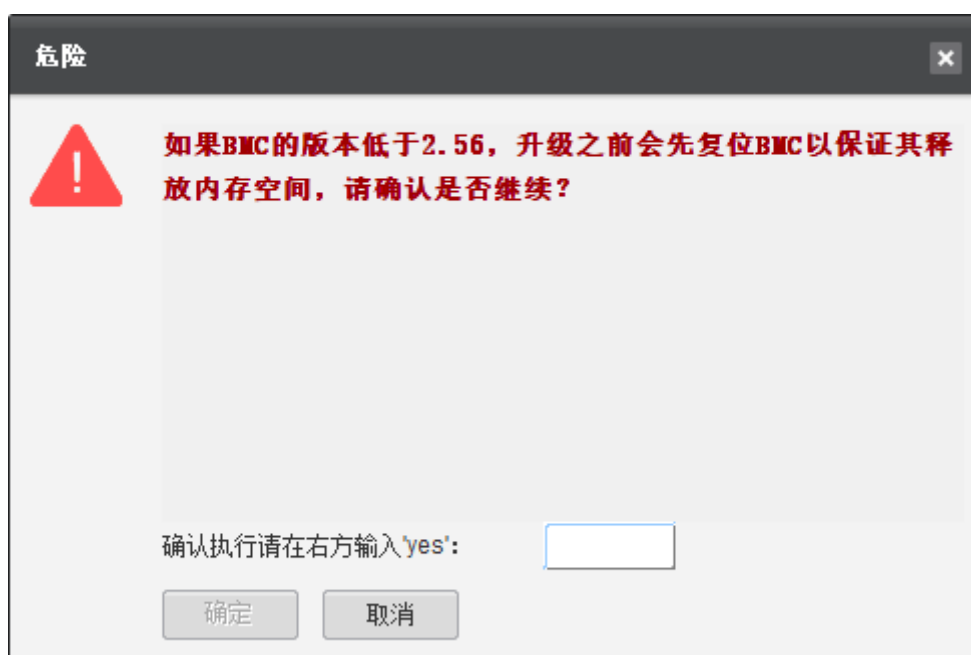 危险
如果BMC的版本低于2.56，升级之前会先复位BMC以保证其释
放内存空间，请确认是否继续？
确认执行请在右方输入'yes'：
确定
取消